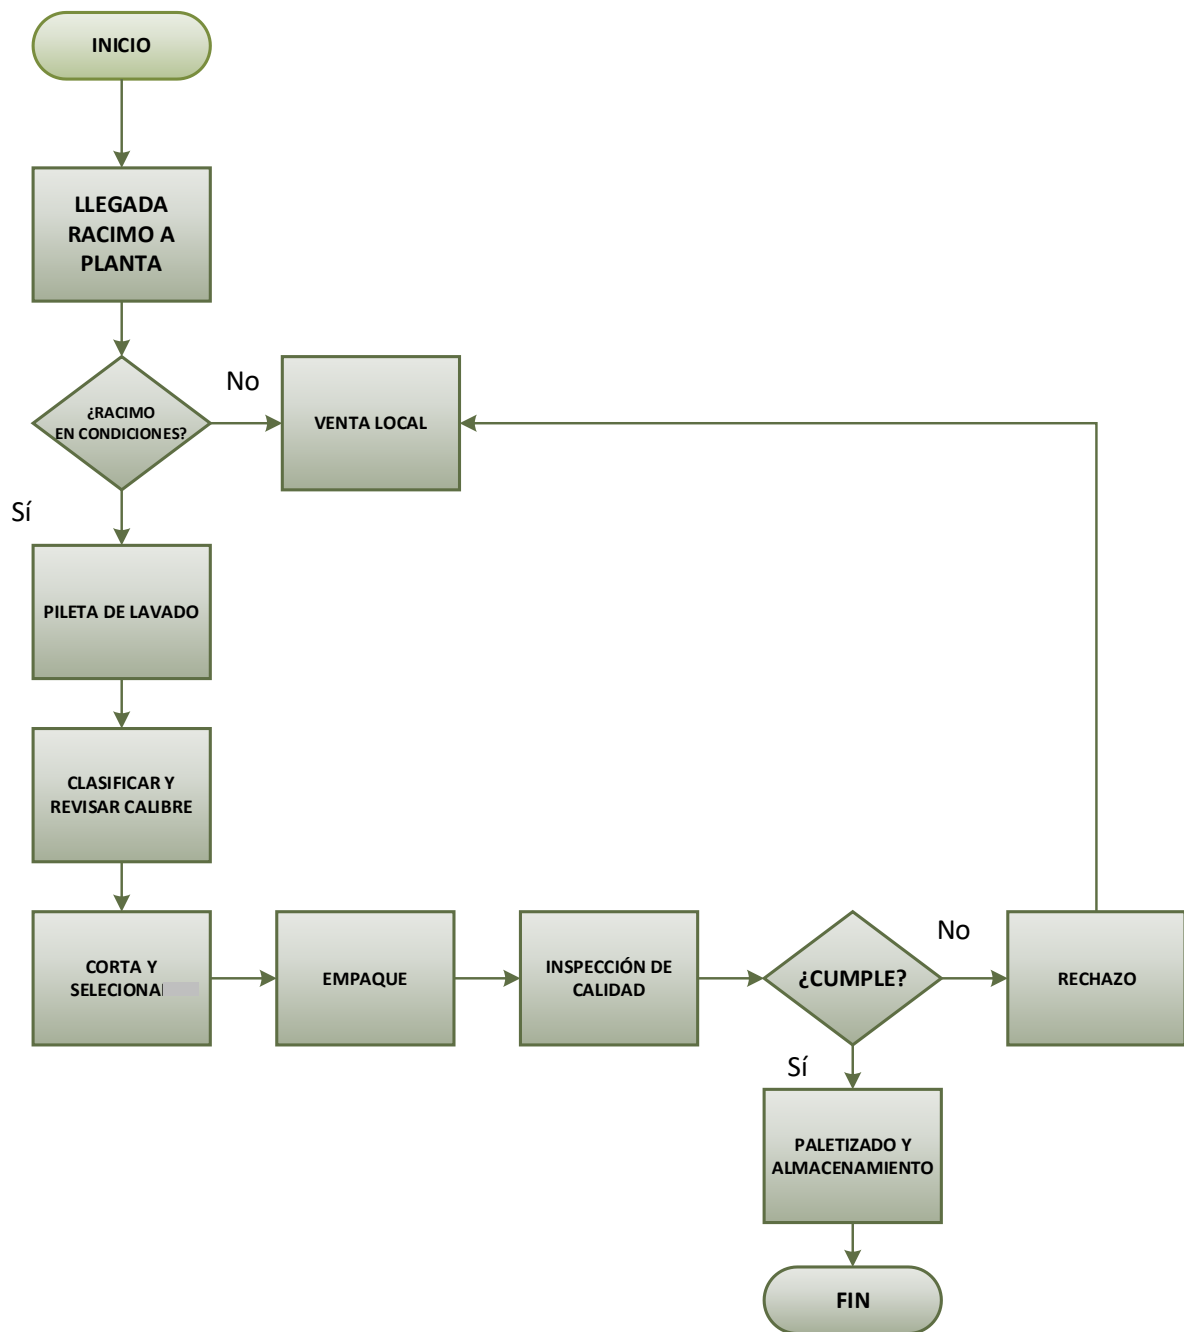 INICIO
LLEGADA
RACIMO A
PLANTA
¿RACIMO
EN CONDICIONES?
No
VENTA LOCAL
Sí
PILETA DE LAVADO
CLASIFICAR Y
REVISAR CALIBRE
CORTA Y
EMPAQUE
INSPECCIÓN DE
CALIDAD
¿CUMPLE?
No
RECHAZO
Sí
PALETIZADO Y
ALMACENAMIENTO
FIN